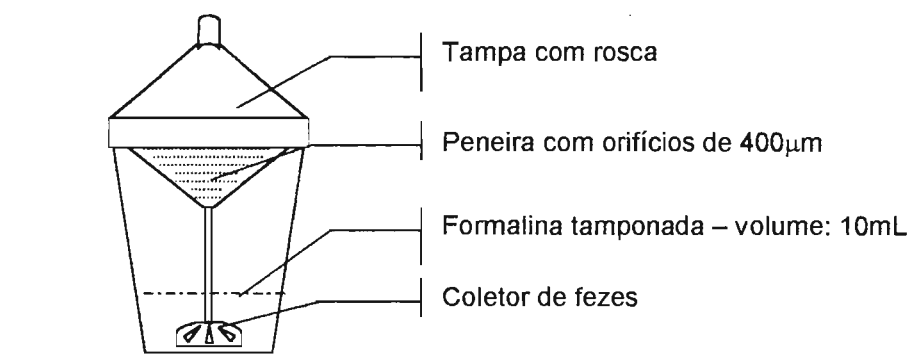 Tampa com rosca
Peneira com orifícios de 400μm
Formalina tamponada – volume: 10mL
Coletor de fezes